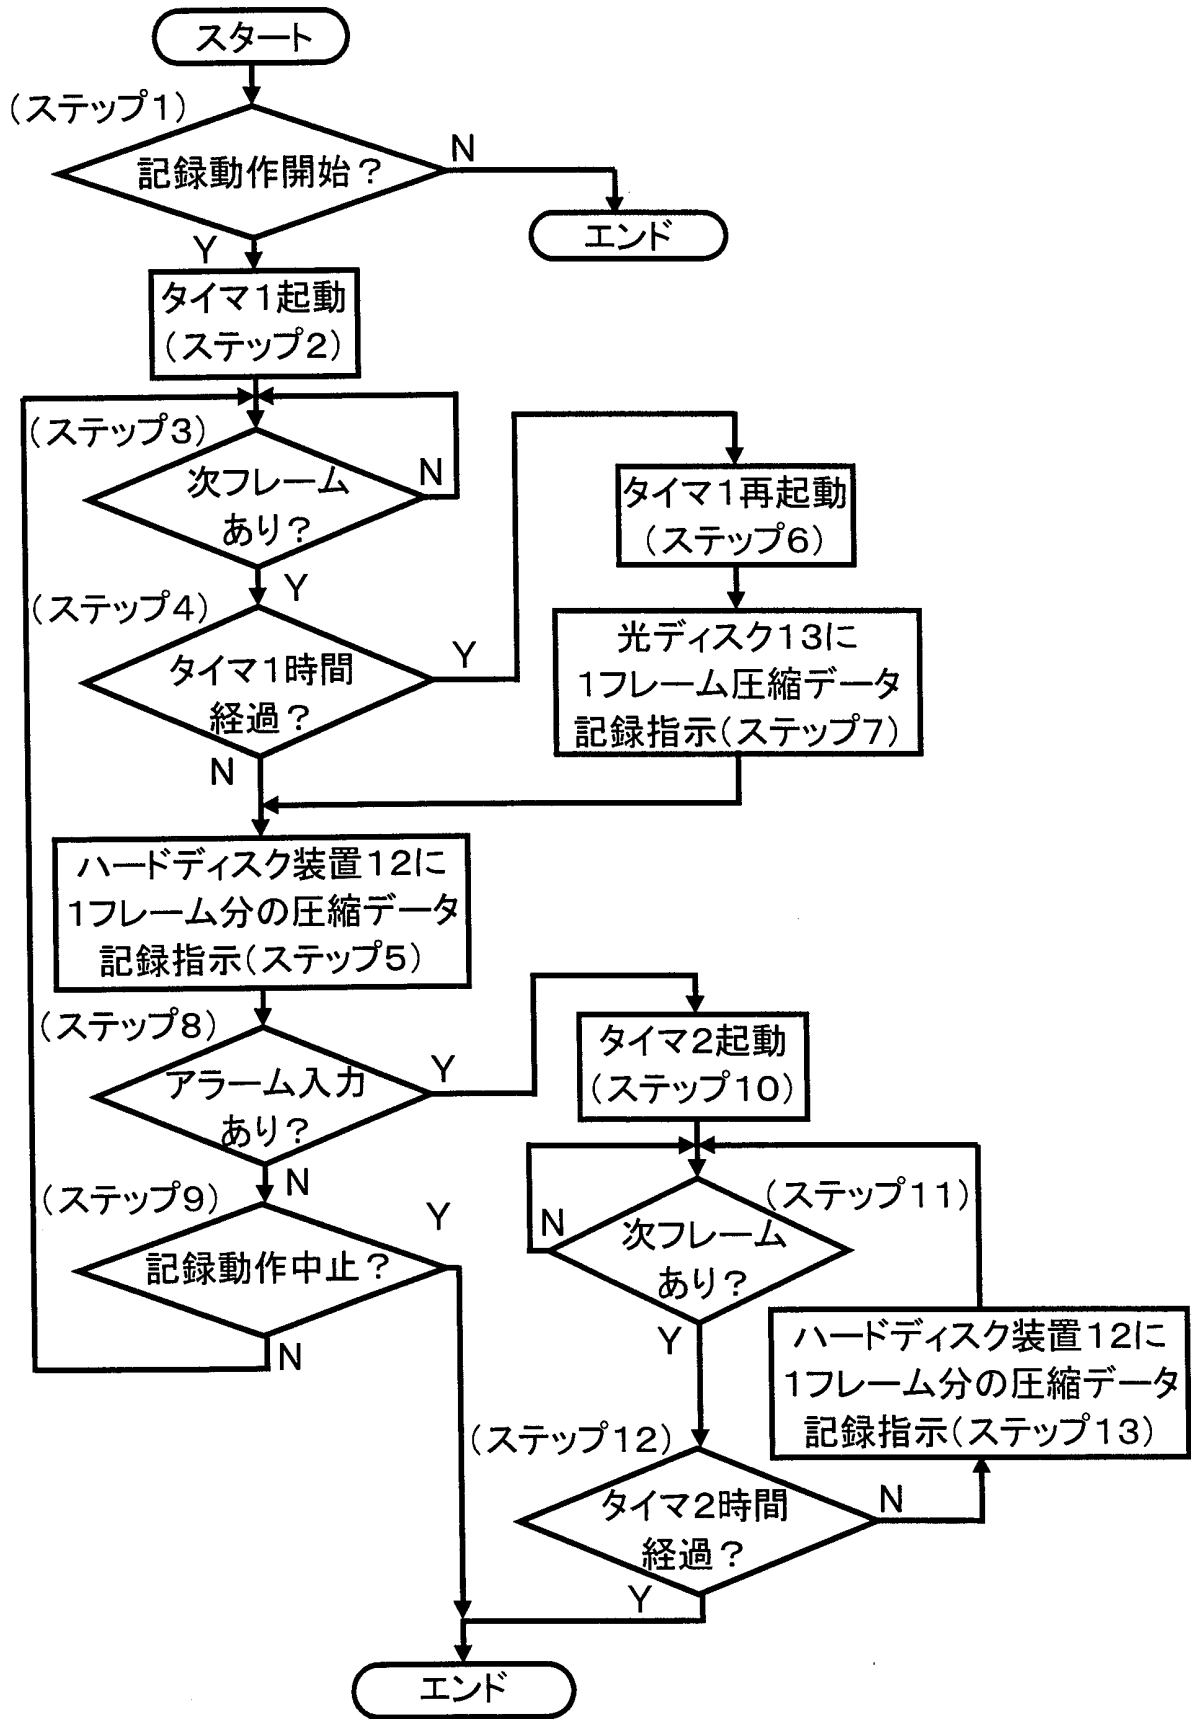 スタート
(ステップ1)
記録動作開始？
N
エンド
Y
タイマ1起動
(ステップ2)
(ステップ3)
次フレーム
あり？
N
Y
(ステップ4)
タイマ1時間
経過？
Y
N
タイマ1再起動
(ステップ6)
光ディスク13に
1フレーム圧縮データ
記録指示(ステップ7)
ハードディスク装置12に
1フレーム分の圧縮データ
記録指示(ステップ5)
(ステップ8)
アラーム入力
あり？
Y
N
(ステップ9)
記録動作中止？
Y
N
タイマ2起動
(ステップ10)
(ステップ11)
次フレーム
あり？
N
Y
ハードディスク装置12に
1フレーム分の圧縮データ
記録指示(ステップ13)
(ステップ12)
タイマ2時間
経過？
N
Y
エンド